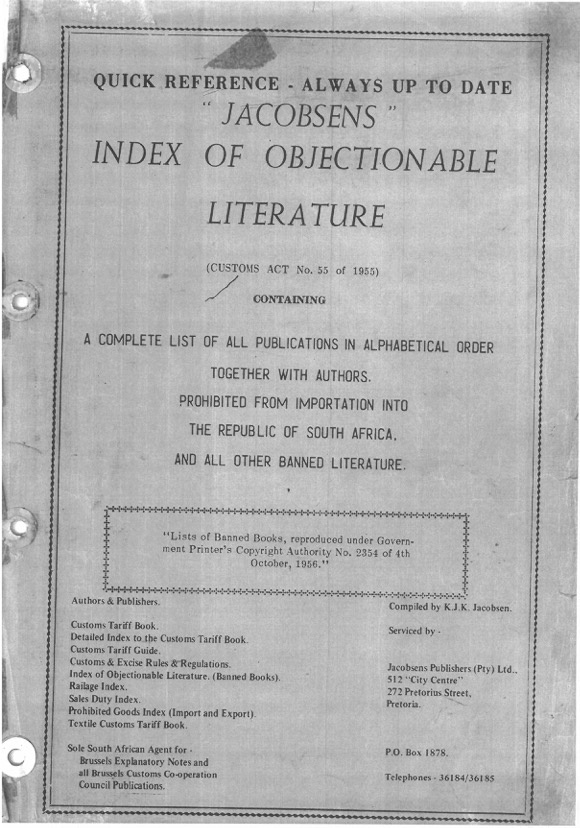 QUICK REFERENCE - ALWAYS UP TO DATE
" JACOBSENS "
INDEX OF OBJECTIONABLE
LITERATURE
(CUSTOMS ACT No. 55 of 1955)
CONTAINING
A COMPLETE LIST OF ALL PUBLICATIONS IN ALPHABETICAL ORDER
TOGETHER WITH AUTHORS.
PROHIBITED FROM IMPORTATION INTO
THE REPUBLIC OF SOUTH AFRICA,
AND ALL OTHER BANNED LITERATURE.
"Lists of Banned Books, reproduced under Govern-
ment Printer's Copyright Authority No. 2354 of 4th
October, 1956."
Authors & Publishers.
Customs Tariff Book.
Detailed Index to the Customs Tariff Book.
Customs Tariff Guide.
Customs & Excise Rules & Regulations.
Index of Objectionable Literature. (Banned Books).
Railage Index.
Sales Duty Index.
Prohibited Goods Index (Import and Export).
Textile Customs Tariff Book.
Sole South African Agent for -
Brussels Explanatory Notes and
all Brussels Customs Co-operation
Council Publications.
Compiled by K.J.K. Jacobsen.
Serviced by -
Jacobsens Publishers (Pty) Ltd.,
512 "City Centre"
272 Pretorius Street,
Pretoria.
P.O. Box 1878.
Telephones - 36184/36185